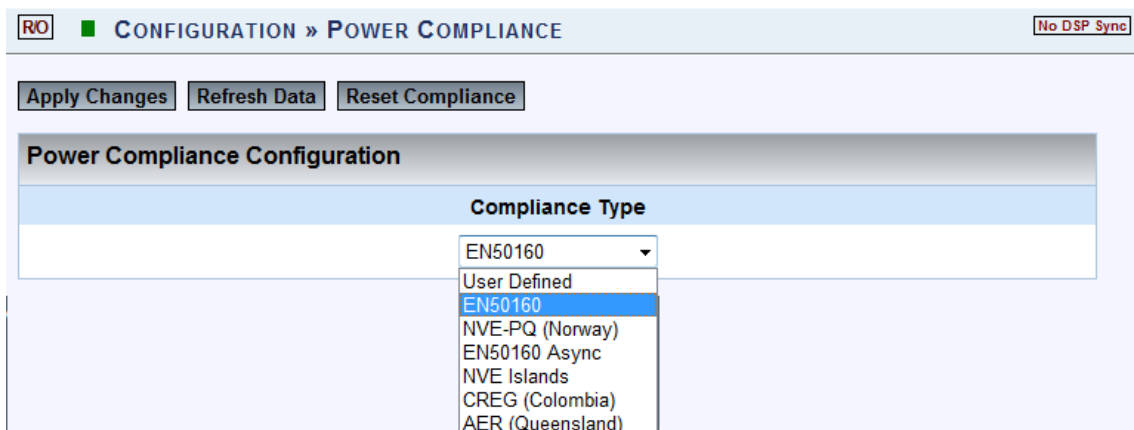 R/O CONFIGURATION » POWER COMPLIANCE No DSP Sync
Apply Changes Refresh Data Reset Compliance
Power Compliance Configuration
Compliance Type
EN50160
User Defined
EN50160
NVE-PQ (Norway)
EN50160 Async
NVE Islands
CREG (Colombia)
AER (Queensland)